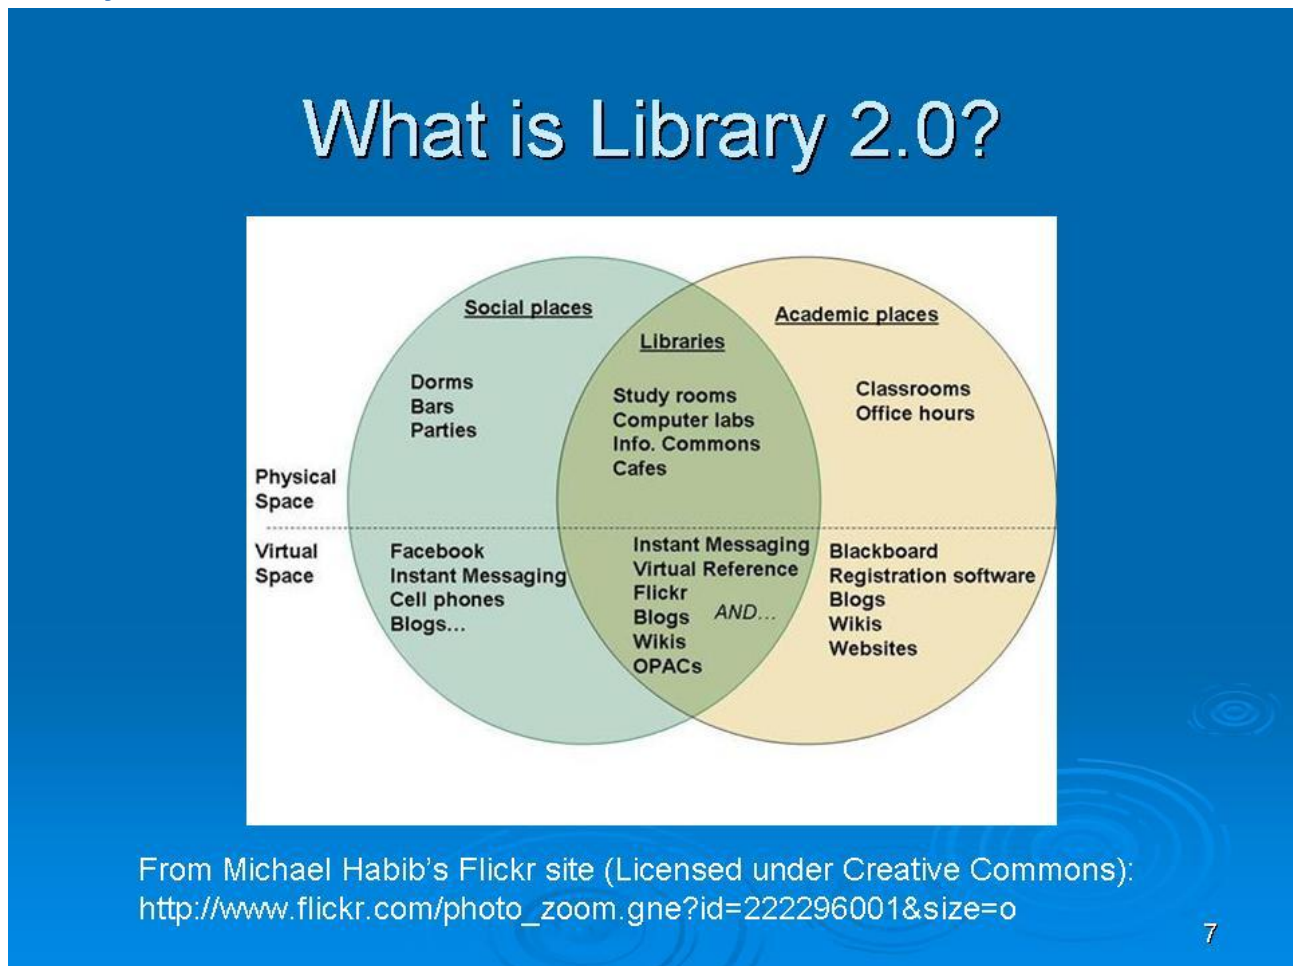 What is Library 2.0?
Social places
Academic places
Libraries
Dorms
Bars
Parties
Study rooms
Computer labs
Info. Commons
Cafes
Classrooms
Office hours
Physical
Space
Virtual
Space
Facebook
Instant Messaging
Cell phones
Blogs...
Instant Messaging
Virtual Reference
Flickr
Blogs AND...
Wikis
OPACs
Blackboard
Registration software
Blogs
Wikis
Websites
From Michael Habib's Flickr site (Licensed under Creative Commons):
http://www.flickr.com/photo_zoom.gne?id=222296001&size=o
7